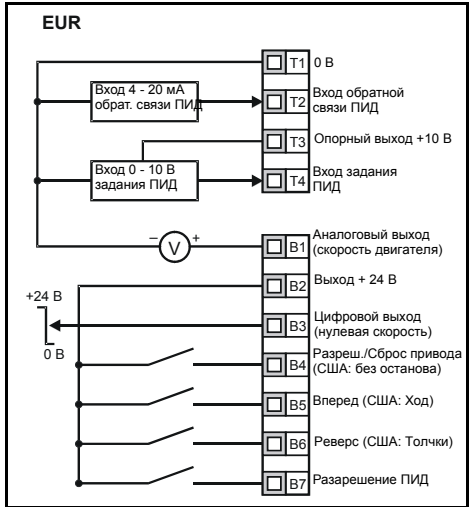 EUR
T1 0 В
Вход 4 - 20 мА
обрат. связи ПИД
T2 Вход обратной
связи ПИД
T3 Опорный выход +10 В
Вход 0 - 10 В
задания ПИД
T4 Вход задания
ПИД
– V +
B1 Аналоговый выход
(скорость двигателя)
B2 Выход + 24 В
+24 В
0 В
B3 Цифровой выход
(нулевая скорость)
B4 Разреш./Сброс привода
(США: без останова)
B5 Вперед (США: Ход)
B6 Реверс (США: Толчки)
B7 Разарешение ПИД